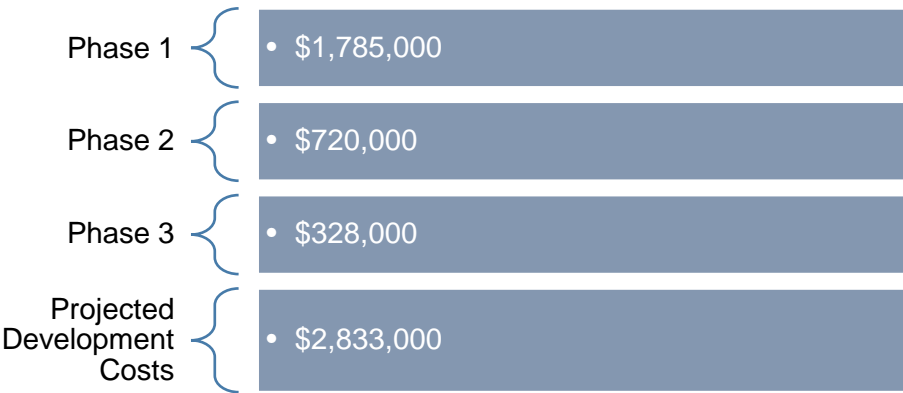 Phase 1
• $1,785,000
Phase 2
• $720,000
Phase 3
• $328,000
Projected
Development
Costs
• $2,833,000